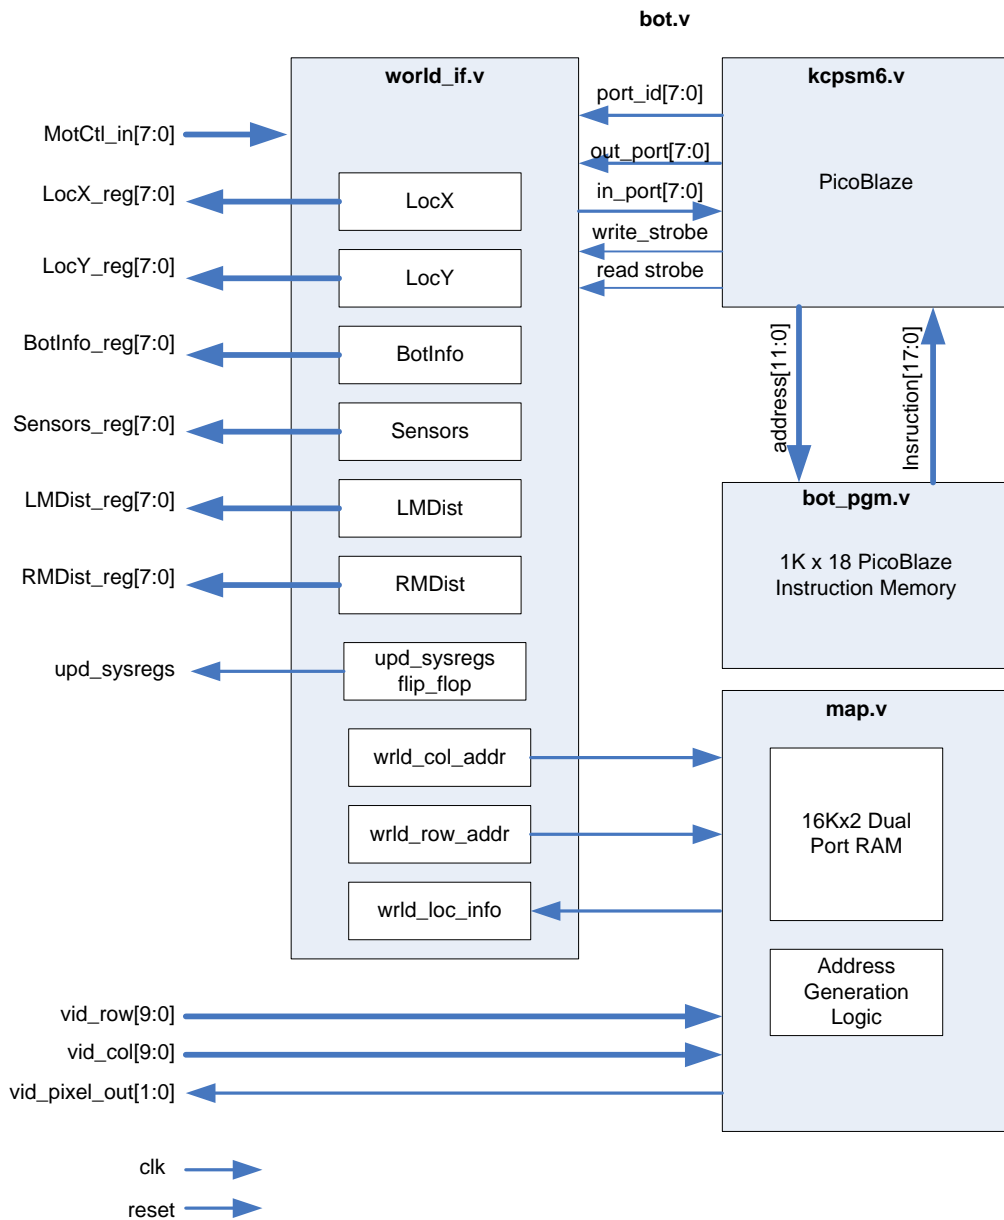 bot.v
world_if.v
kcpsm6.v
MotCtl_in[7:0]
LocX_reg[7:0]
LocY_reg[7:0]
BotInfo_reg[7:0]
Sensors_reg[7:0]
LMDist_reg[7:0]
RMDist_reg[7:0]
upd_sysregs
LocX
LocY
BotInfo
Sensors
LMDist
RMDist
upd_sysregs
flip_flop
wrld_col_addr
wrld_row_addr
wrld_loc_info
port_id[7:0]
out_port[7:0]
in_port[7:0]
write_strobe
read strobe
PicoBlaze
address[11:0]
Insruction[17:0]
bot_pgm.v
1K x 18 PicoBlaze
Instruction Memory
map.v
16Kx2 Dual
Port RAM
Address
Generation
Logic
vid_row[9:0]
vid_col[9:0]
vid_pixel_out[1:0]
clk
reset